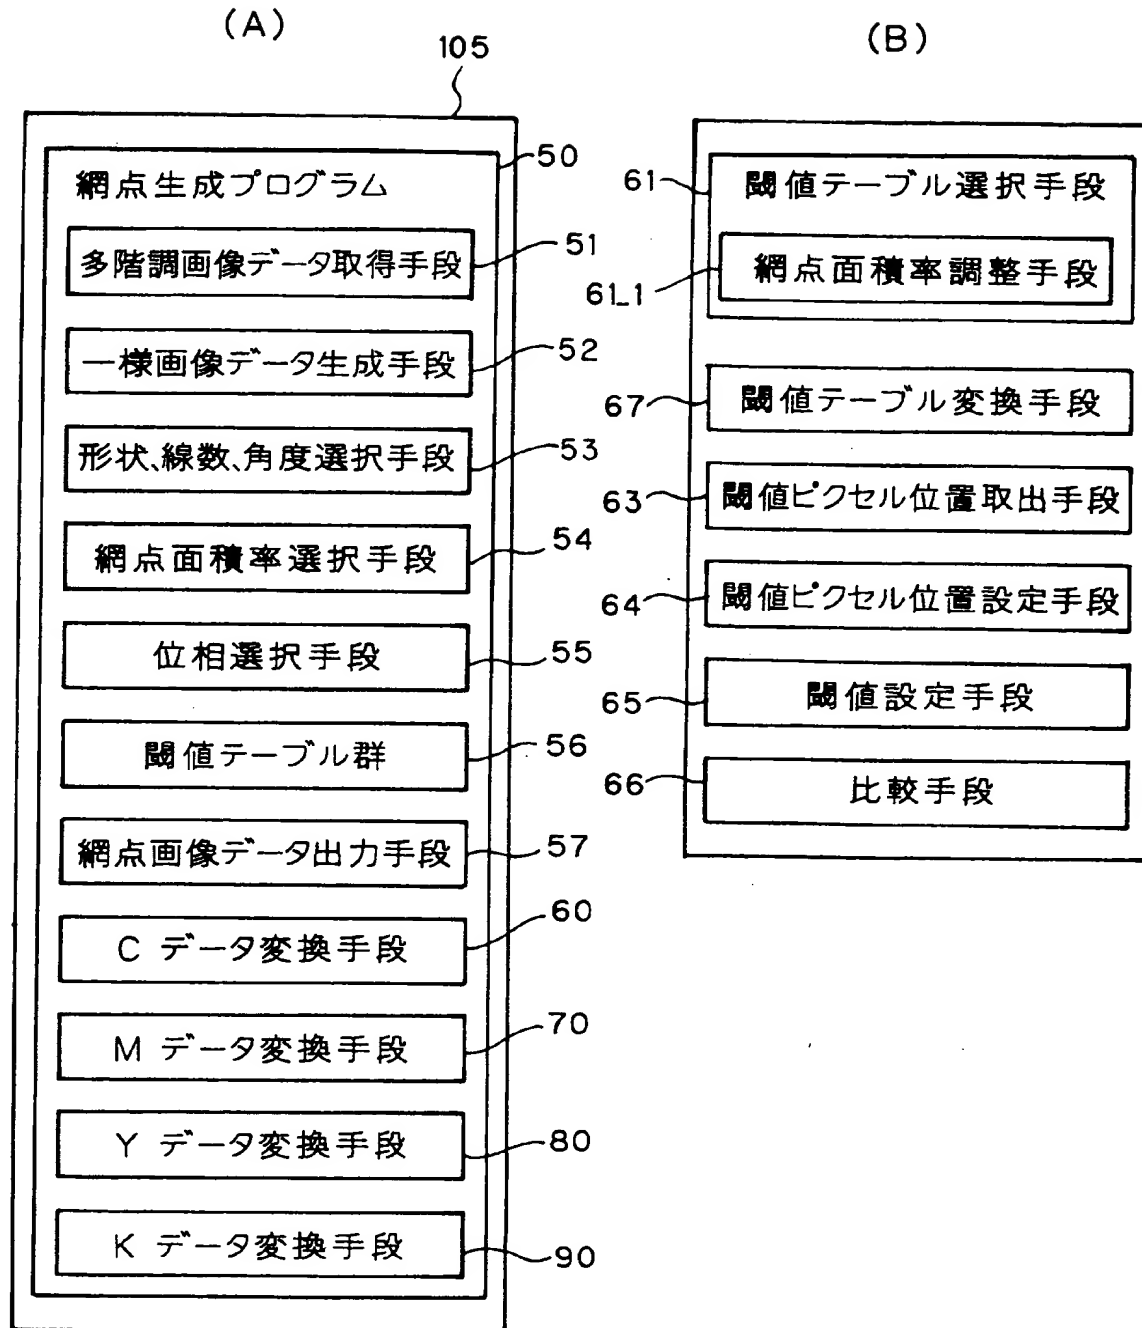 (A)
105
50
網点生成プログラム
多階調画像データ取得手段
51
一様画像データ生成手段
52
形状、線数、角度選択手段
53
網点面積率選択手段
54
位相選択手段
55
閾値テーブル群
56
網点画像データ出力手段
57
C データ変換手段
60
M データ変換手段
70
Y データ変換手段
80
K データ変換手段
90
(B)
61
閾値テーブル選択手段
61_1
網点面積率調整手段
67
閾値テーブル変換手段
63
閾値ピクセル位置取出手段
64
閾値ピクセル位置設定手段
65
閾値設定手段
66
比較手段